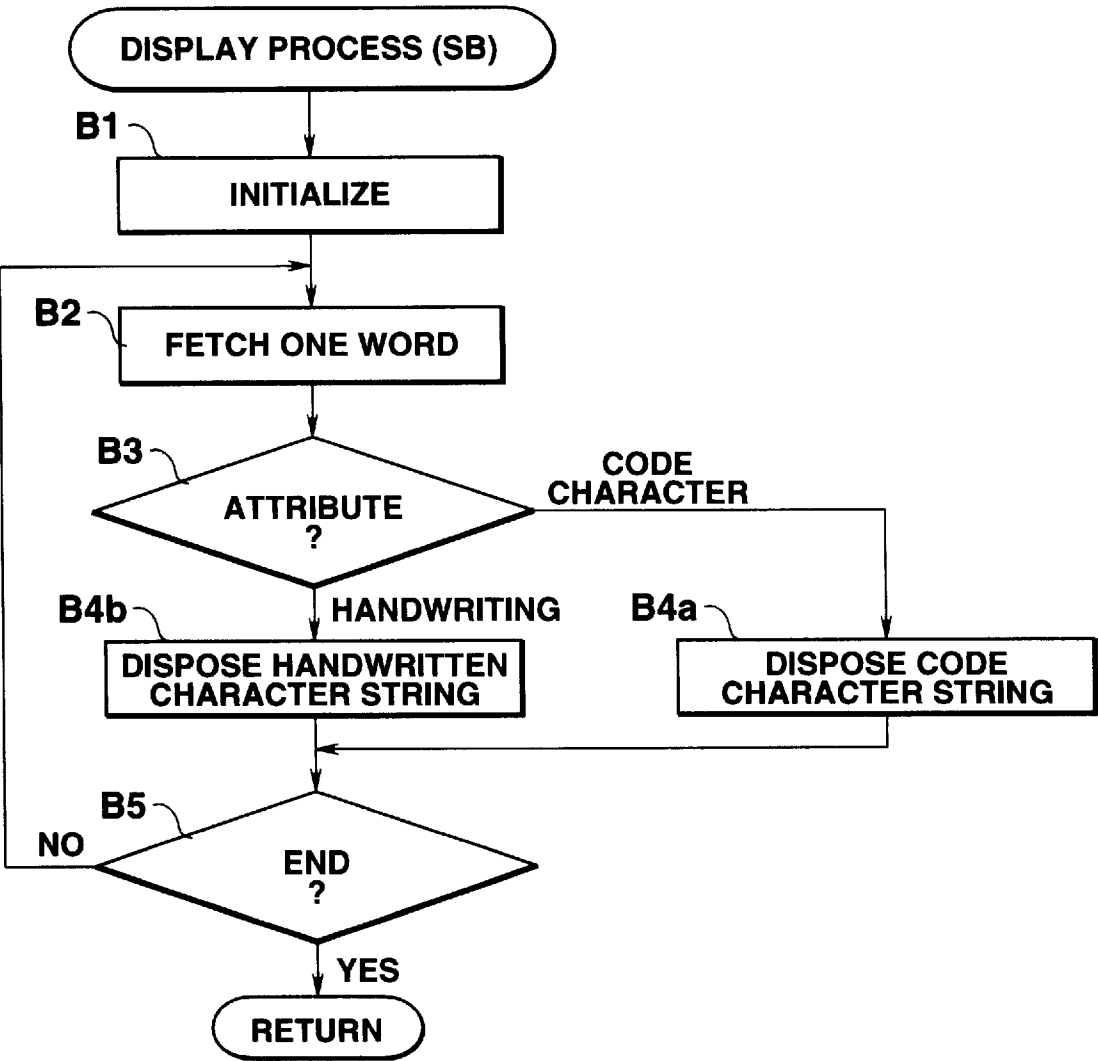 DISPLAY PROCESS (SB)
B1
INITIALIZE
B2
FETCH ONE WORD
B3
ATTRIBUTE
?
CODE
CHARACTER
HANDWRITING
B4b
DISPOSE HANDWRITTEN
CHARACTER STRING
B4a
DISPOSE CODE
CHARACTER STRING
B5
NO
END
?
YES
RETURN